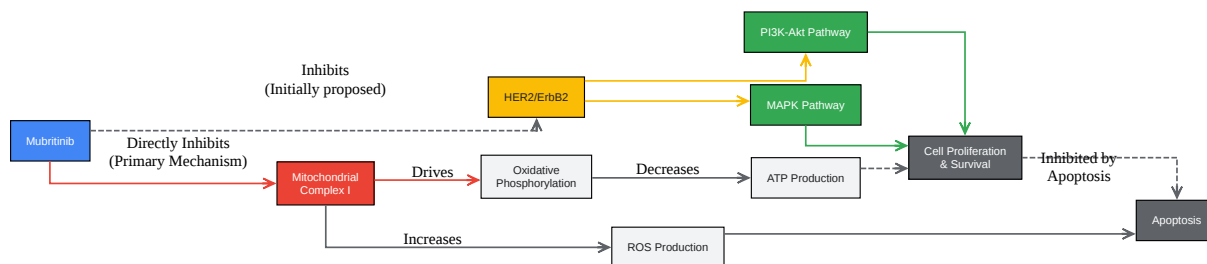 PI3K-Akt Pathway
Inhibits
(Initially proposed)
HER2/ErbB2
MAPK Pathway
Mubritinib
Directly Inhibits
(Primary Mechanism)
Cell Proliferation
& Survival
Inhibited by
Apoptosis
Mitochondrial
Complex I
Drives
Oxidative
Phosphorylation
Decreases
ATP Production
Apoptosis
Increases
ROS Production